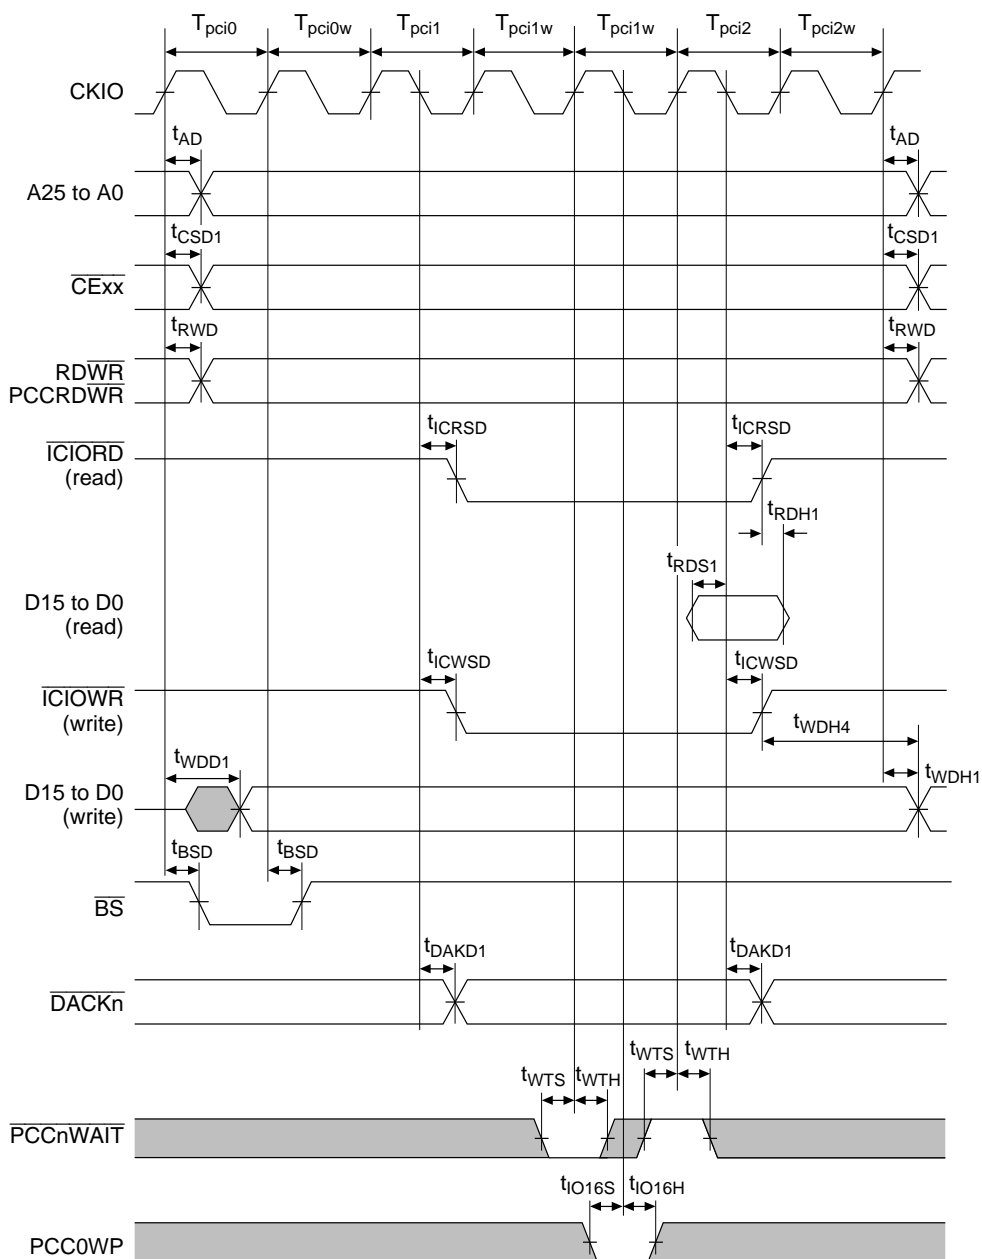 Tpci0 Tpci0w Tpci1 Tpci1w Tpci1w Tpci2 Tpci2w
CKIO
tAD tAD
A25 to A0
tCSD1 tCSD1
CExx
tRWD tRWD
RDWR
PCCRDWR
tICRSD tICRSD
ICIORD
(read)
tRDH1
tRDS1
D15 to D0
(read)
tICWSD tICWSD
ICIOWR
(write)
tWDH4
tWDD1 tWDH1
D15 to D0
(write)
tBSD tBSD
BS
tDAKD1 tDAKD1
DACKn
tWTS tWTH tWTS tWTH
PCCnWAIT
tIO16S tIO16H
PCC0WP